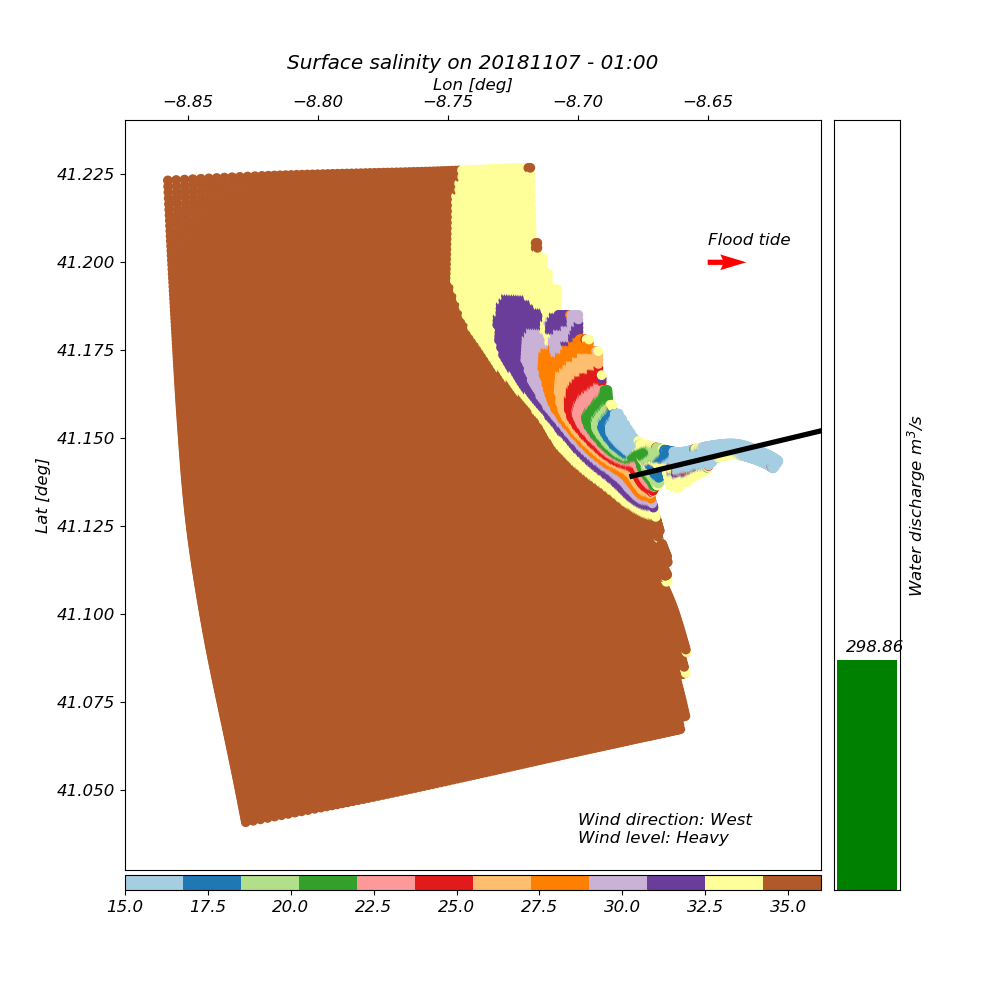 Surface salinity on 20181107 - 01:00
Lon [deg]
−8.85 −8.80 −8.75 −8.70 −8.65
41.225
41.200
41.175
41.150
41.125
41.100
41.075
41.050
Lat [deg]
Flood tide
Wind direction: West
Wind level: Heavy
298.86
Water discharge m³/s
15.0 17.5 20.0 22.5 25.0 27.5 30.0 32.5 35.0